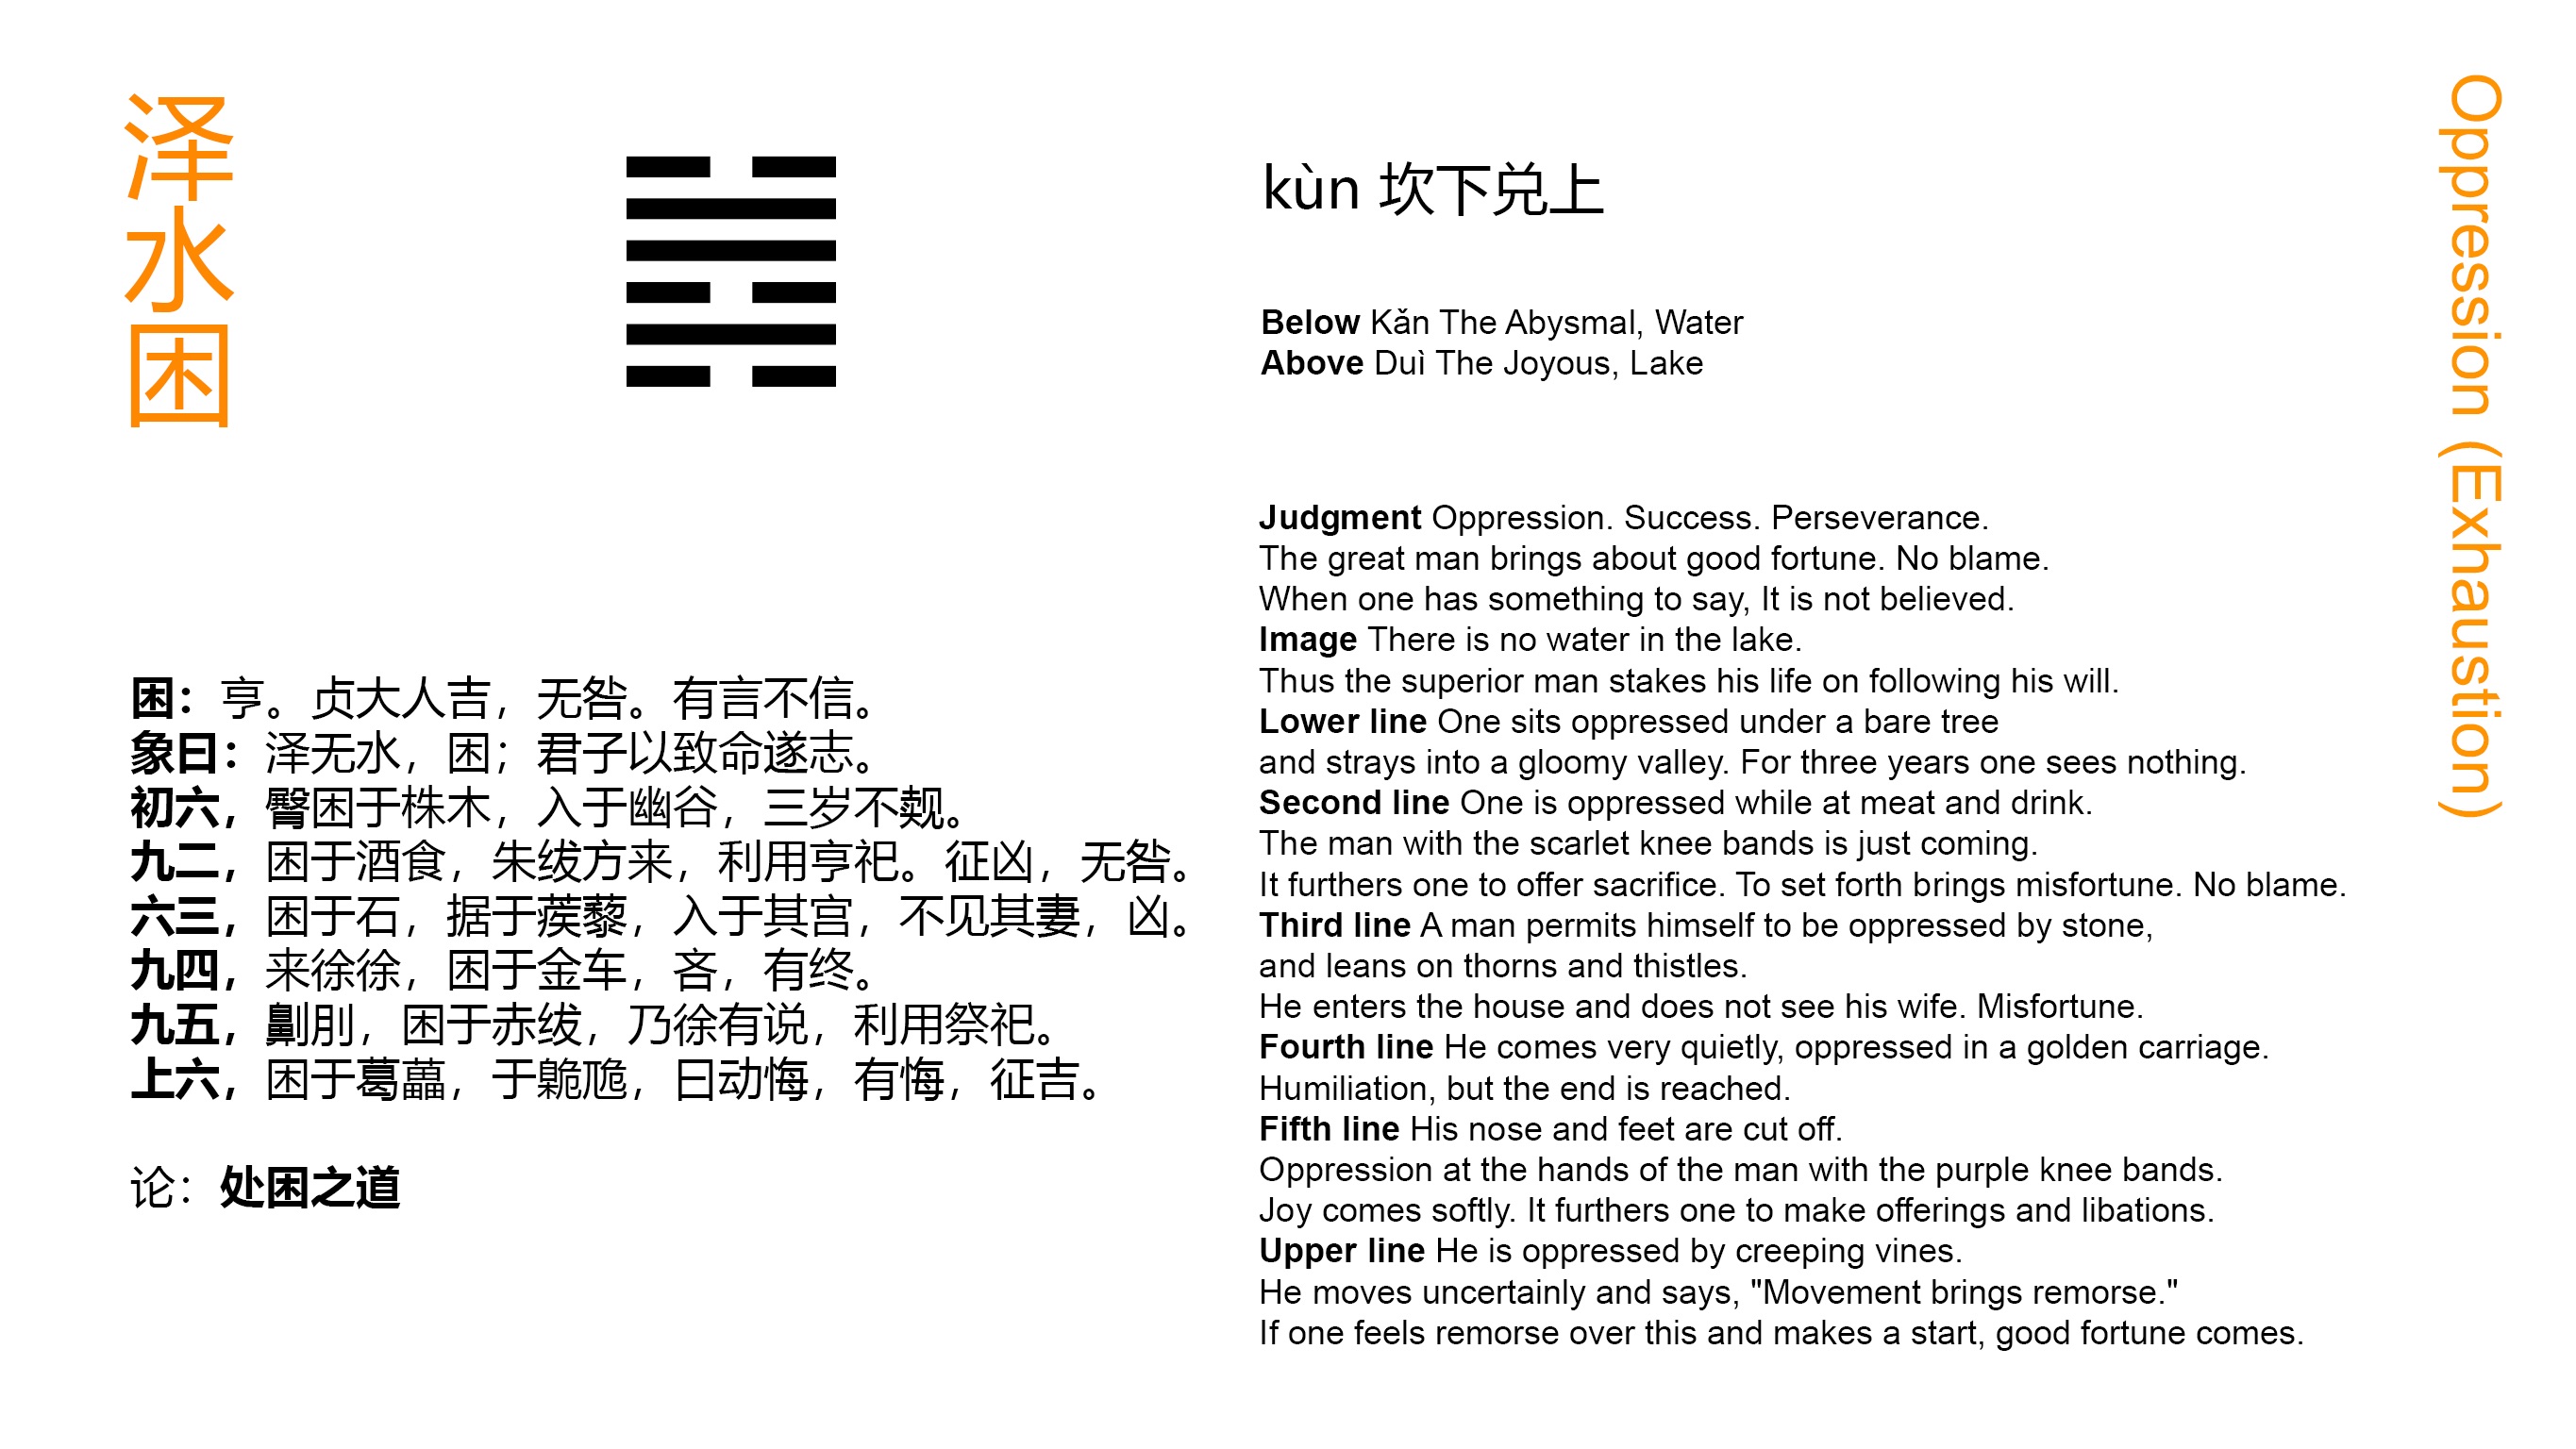 泽水困
困：亨。贞大人吉，无咎。有言不信。
象曰：泽无水，困；君子以致命遂志。
初六，臀困于株木，入于幽谷，三岁不觌。
九二，困于酒食，朱绂方来，利用亨祀。征凶，无咎。
六三，困于石，据于蒺藜，入于其宫，不见其妻，凶。
九四，来徐徐，困于金车，吝，有终。
九五，劓刖，困于赤绂，乃徐有说，利用祭祀。
上六，困于葛藟，于臲卼，曰动悔，有悔，征吉。
论：处困之道
kùn 坎下兑上
Below Kǎn The Abysmal, Water
Above Duì The Joyous, Lake
Judgment Oppression. Success. Perseverance.
The great man brings about good fortune. No blame.
When one has something to say, It is not believed.
Image There is no water in the lake.
Thus the superior man stakes his life on following his will.
Lower line One sits oppressed under a bare tree
and strays into a gloomy valley. For three years one sees nothing.
Second line One is oppressed while at meat and drink.
The man with the scarlet knee bands is just coming.
It furthers one to offer sacrifice. To set forth brings misfortune. No blame.
Third line A man permits himself to be oppressed by stone,
and leans on thorns and thistles.
He enters the house and does not see his wife. Misfortune.
Fourth line He comes very quietly, oppressed in a golden carriage.
Humiliation, but the end is reached.
Fifth line His nose and feet are cut off.
Oppression at the hands of the man with the purple knee bands.
Joy comes softly. It furthers one to make offerings and libations.
Upper line He is oppressed by creeping vines.
He moves uncertainly and says, "Movement brings remorse."
If one feels remorse over this and makes a start, good fortune comes.
Oppression (Exhaustion)